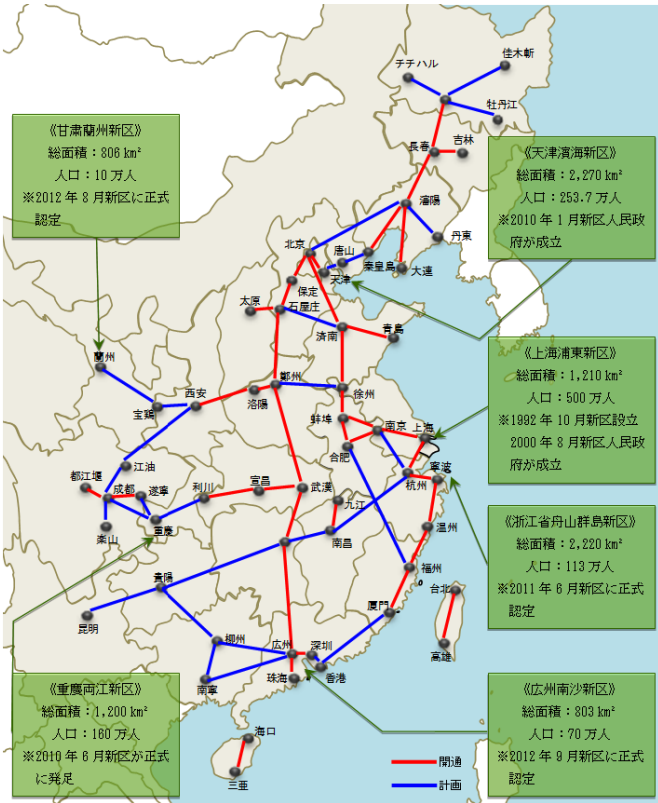 チチハル
佳木斬
牡丹江
長春
吉林
《甘粛蘭州新区》
総面積：806 km²
人口：10 万人
※2012 年 8 月新区に正式
認定
《天津濱海新区》
総面積：2,270 km²
人口：253.7 万人
※2010 年 1 月新区人民政
府が成立
瀋陽
丹東
北京
唐山
秦皇島
大連
天津
保定
太原
石屋庄
済南
青島
蘭州
西安
鄭州
洛陽
徐州
宝鶏
《上海浦東新区》
総面積：1,210 km²
人口：500 万人
※1992 年 10 月新区設立
2000 年 8 月新区人民政
府が成立
蚌埠
南京
上海
合肥
江油
都江堰
成都
遂寧
利川
宜昌
武漢
九江
杭州
寧波
楽山
重慶
南昌
温州
《浙江省舟山群島新区》
総面積：2,220 km²
人口：113 万人
※2011 年 6 月新区に正式
認定
貴陽
福州
台北
昆明
厦門
柳州
広州
深圳
高雄
南寧
珠海
香港
《重慶両江新区》
総面積：1,200 km²
人口：160 万人
※2010 年 6 月新区が正式
に発足
《広州南沙新区》
総面積：803 km²
人口：70 万人
※2012 年 9 月新区に正式
認定
海口
三亜
開通
計画